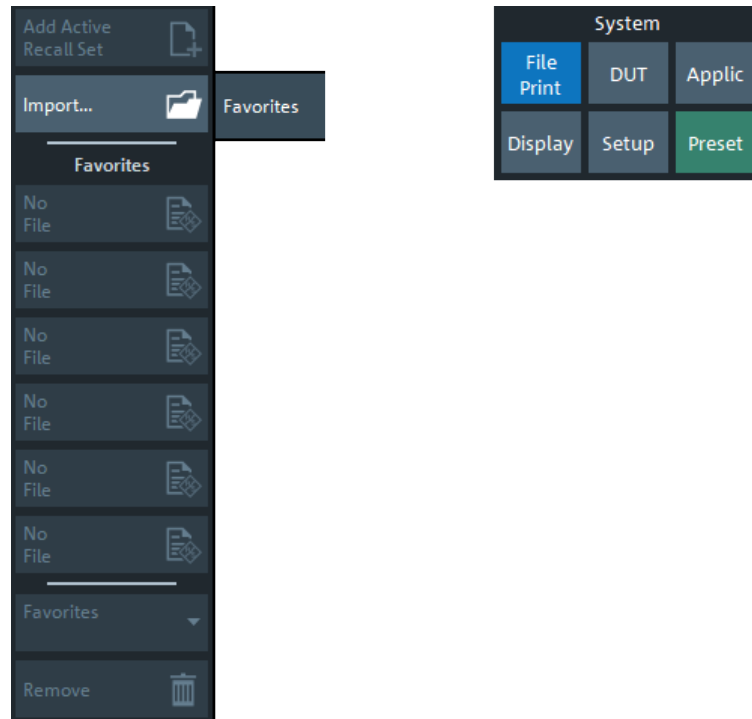 Add Active
Recall Set
Import...
Favorites
Favorites
No
File
No
File
No
File
No
File
No
File
No
File
Favorites
Remove
System
File
Print
DUT
Applic
Display
Setup
Preset